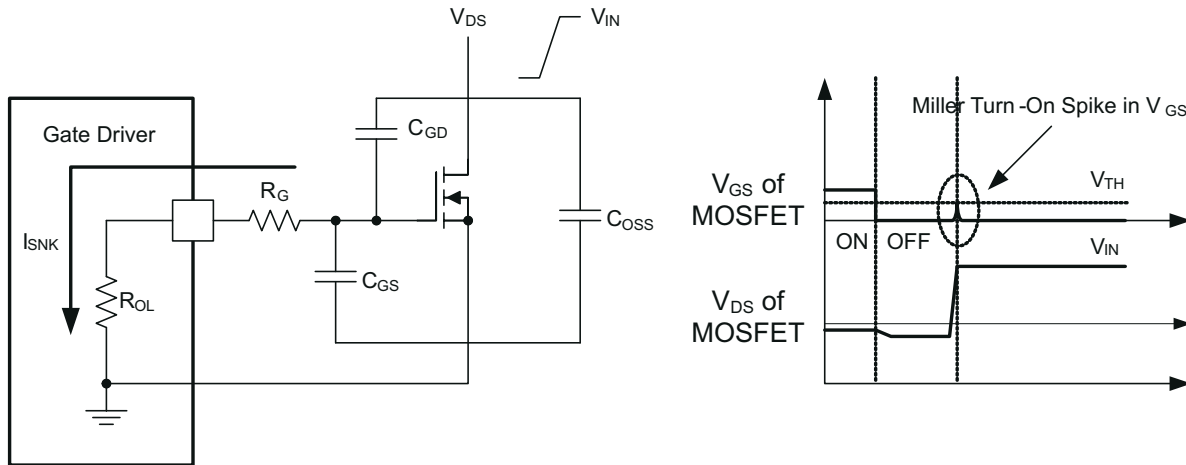 V_DS
V_IN
Gate Driver
C_GD
R_G
I_SNK
C_OSS
C_GS
R_OL
Miller Turn -On Spike in V_GS
V_GS of
MOSFET
V_TH
ON
OFF
V_IN
V_DS of
MOSFET